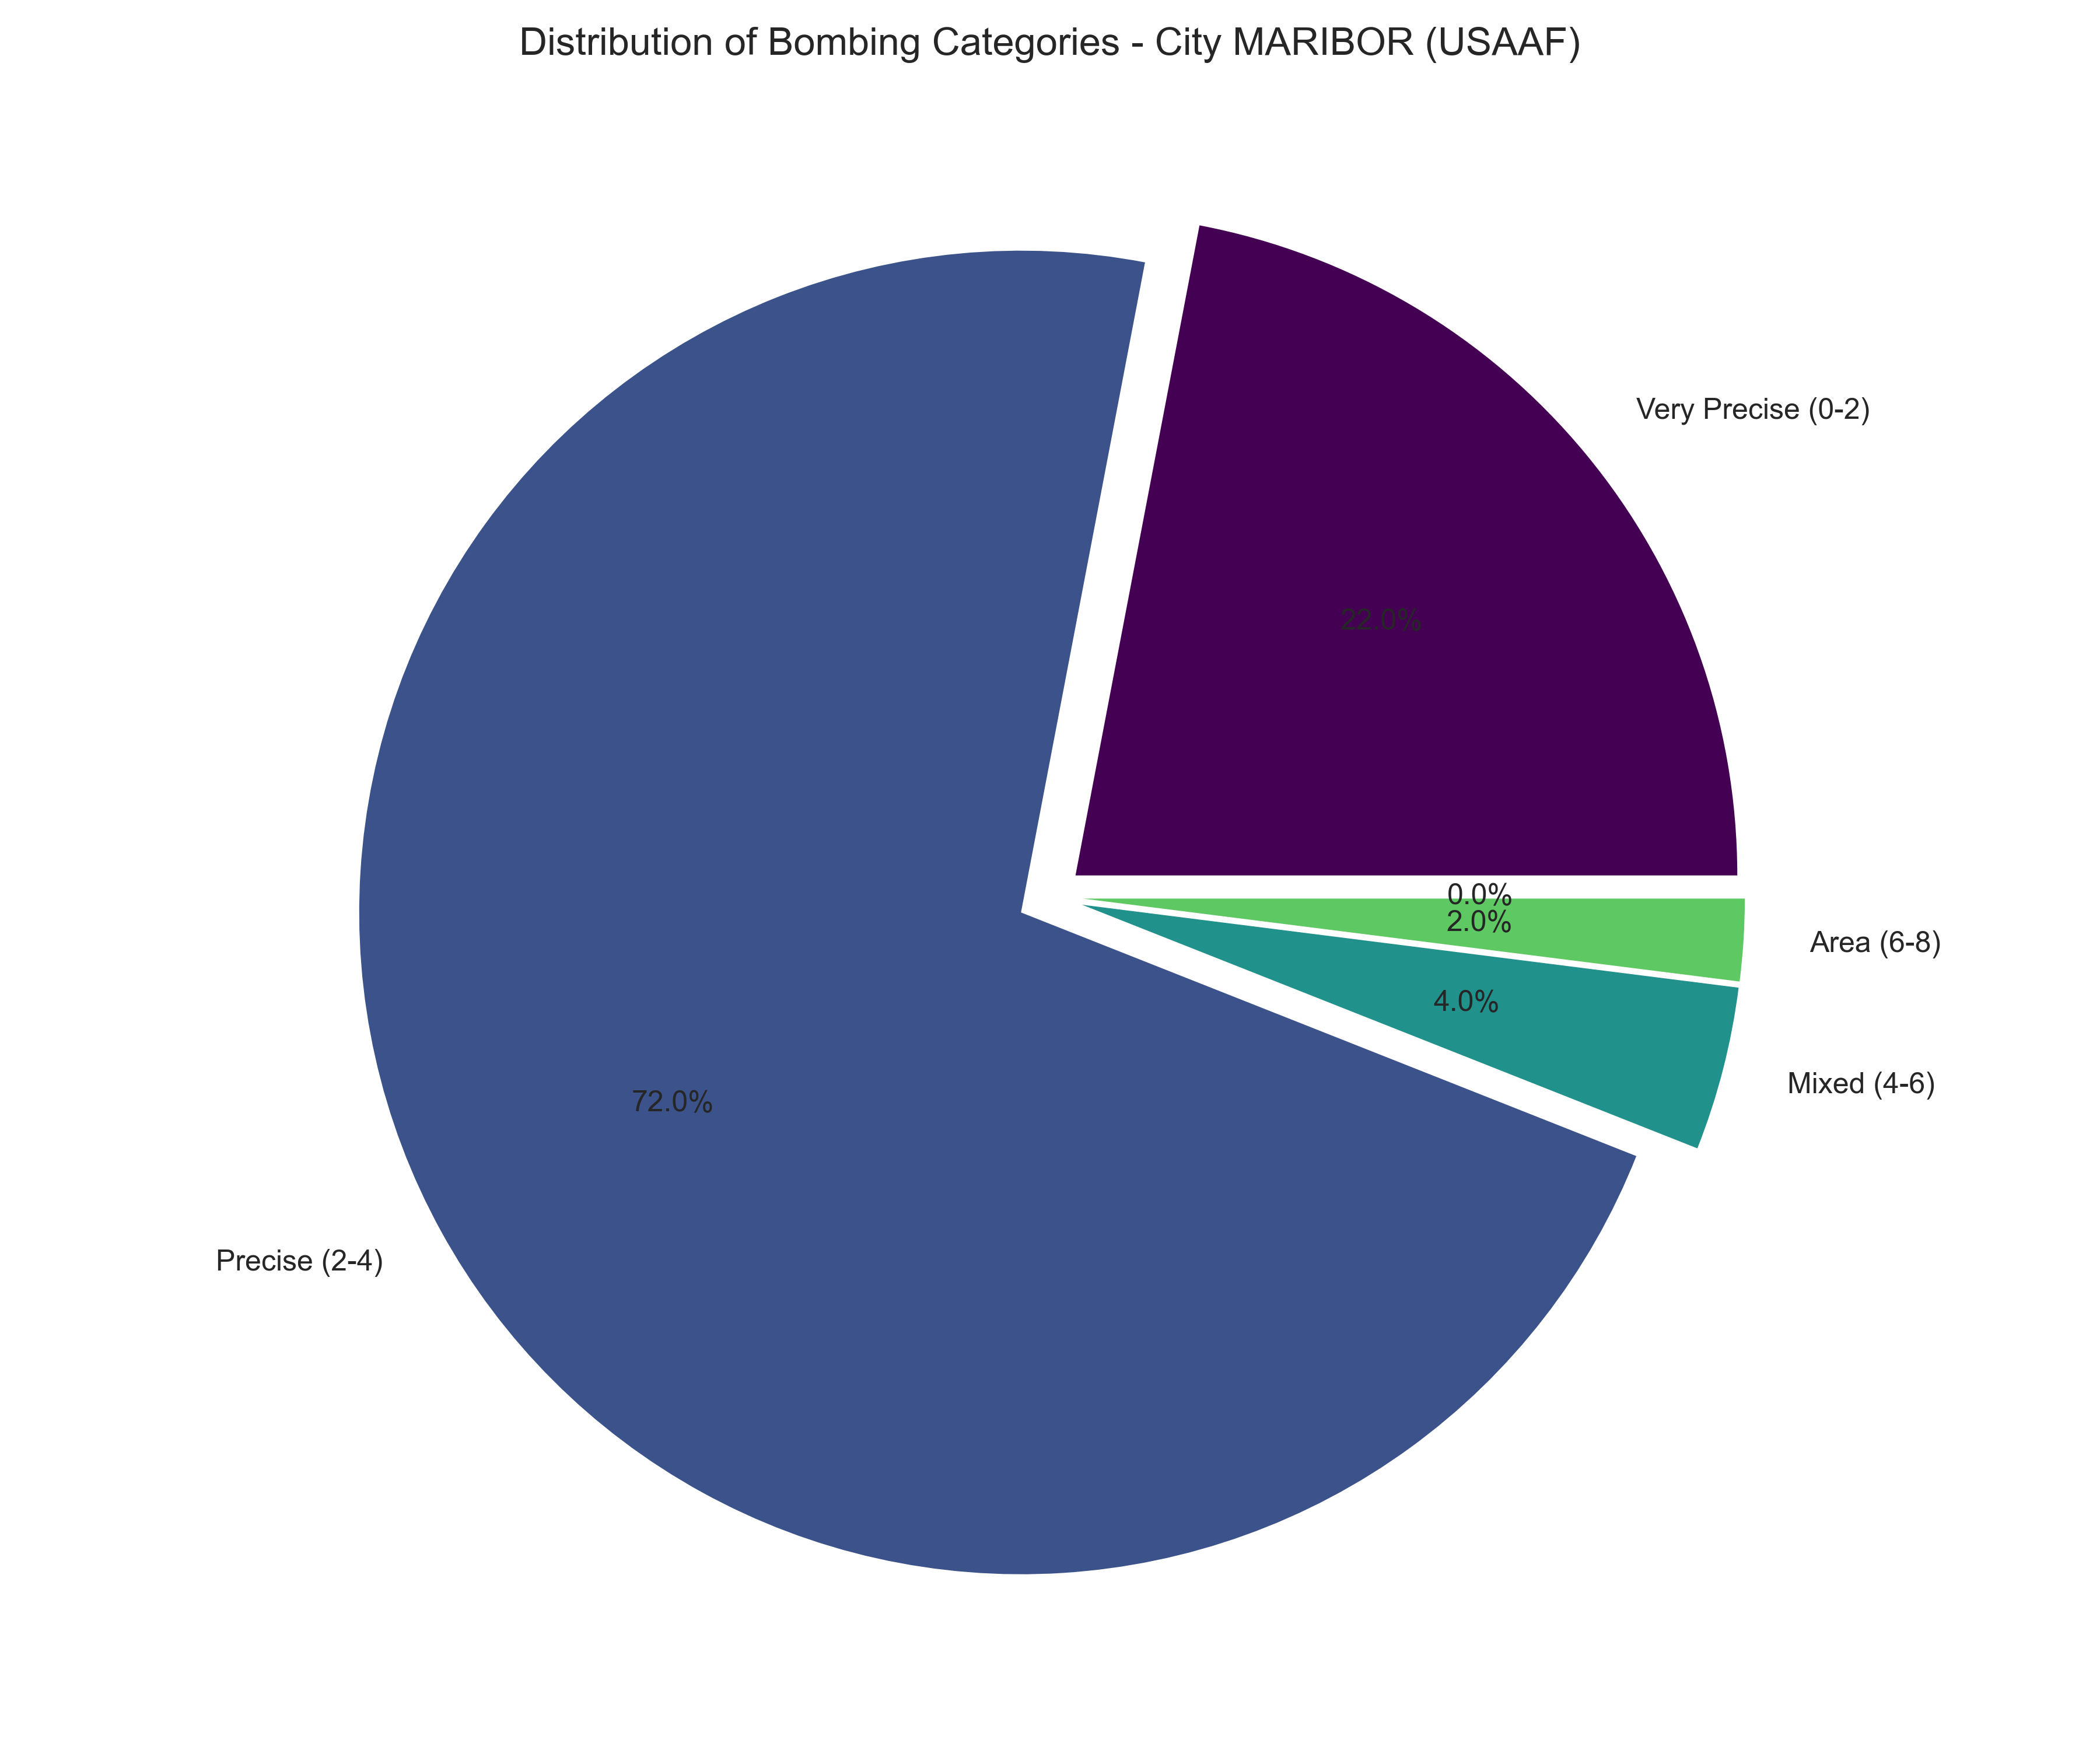 Distribution of Bombing Categories - City MARIBOR (USAAF)
Very Precise (0-2)
22.0%
0.0%
2.0%
Area (6-8)
4.0%
Mixed (4-6)
72.0%
Precise (2-4)